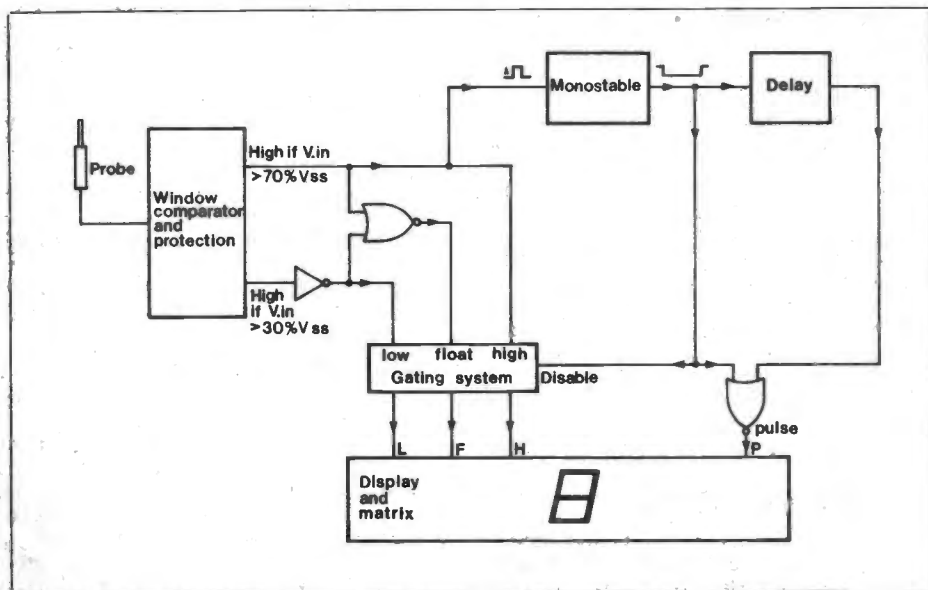 Monostable
Delay
Probe
High if V.in
>70%Vss
Window
comparator
and
protection
High
if V.in
>30%Vss
low float high
Gating system
Disable
pulse
L F H P
Display
and
matrix